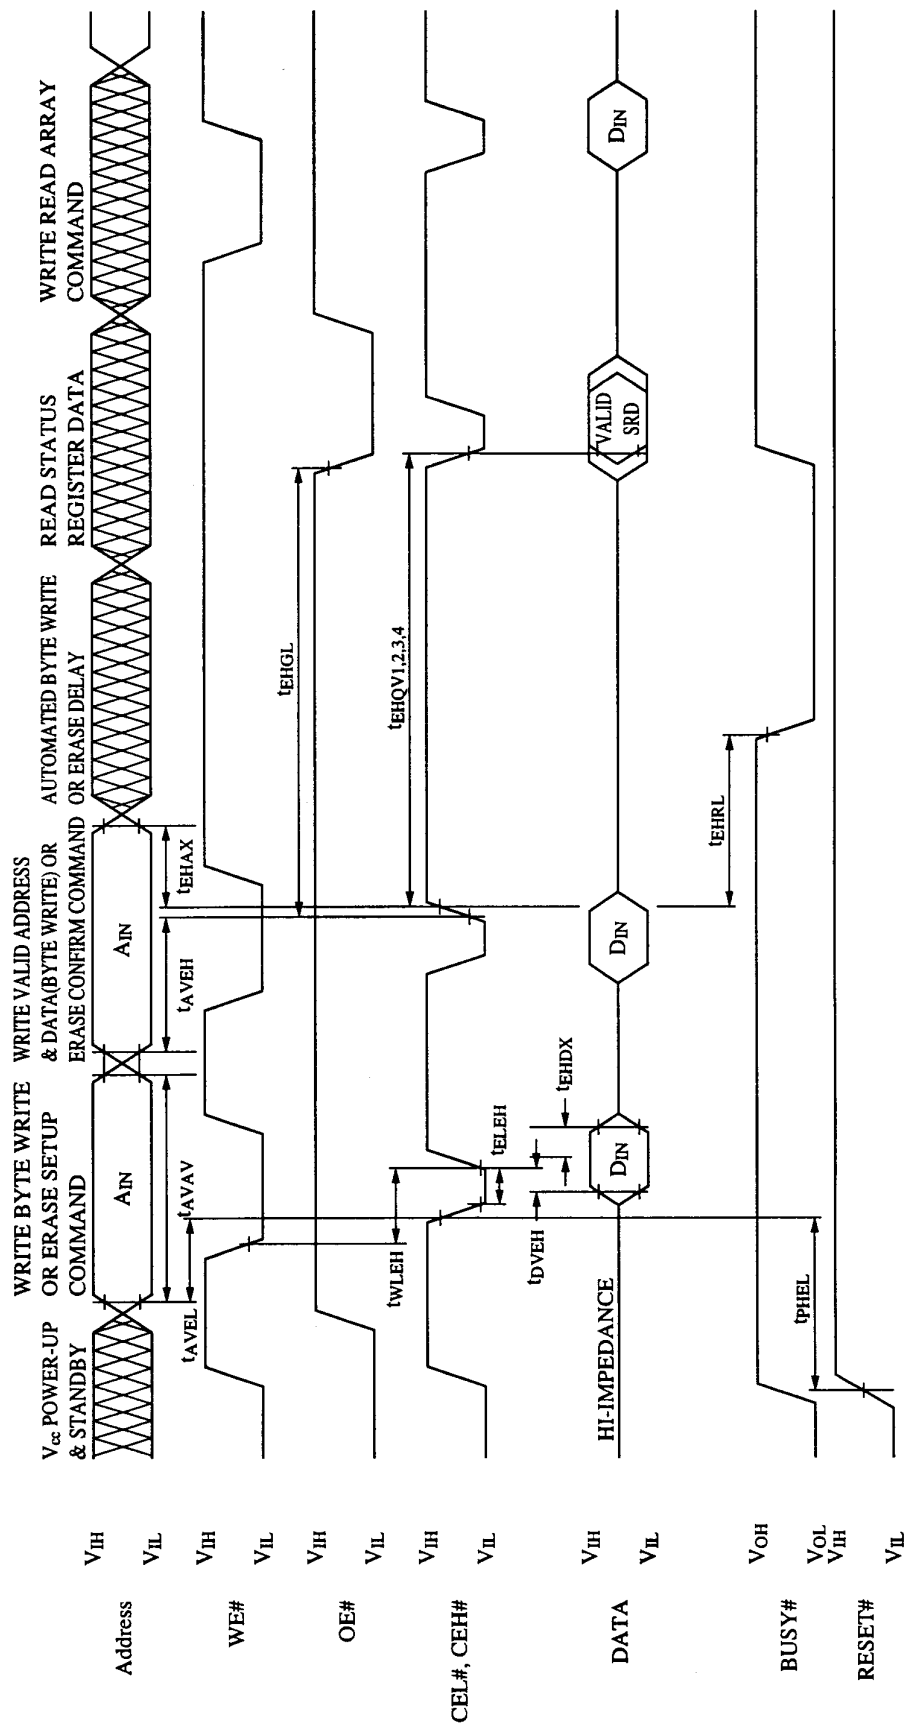 Vcc POWER-UP
& STANDBY
WRITE BYTE WRITE
OR ERASE SETUP
COMMAND
WRITE VALID ADDRESS
& DATA(BYTE WRITE) OR
ERASE CONFIRM COMMAND
AUTOMATED BYTE WRITE
OR ERASE DELAY
READ STATUS
REGISTER DATA
WRITE READ ARRAY
COMMAND
Address
VIH
VIL
AIN
AIN
tAVAV
tAVEL
tAVEH
tEHAX
WE#
VIH
VIL
OE#
VIH
VIL
tEHGL
CEL#, CEH#
VIH
VIL
tWLEH
tELEH
tEHQV1,2,3,4
DATA
VIH
VIL
HI-IMPEDANCE
tDVEH
tEHDX
DIN
DIN
VALID
SRD
DIN
BUSY#
VOH
VOL
tEHRL
tPHEL
RESET#
VIH
VIL